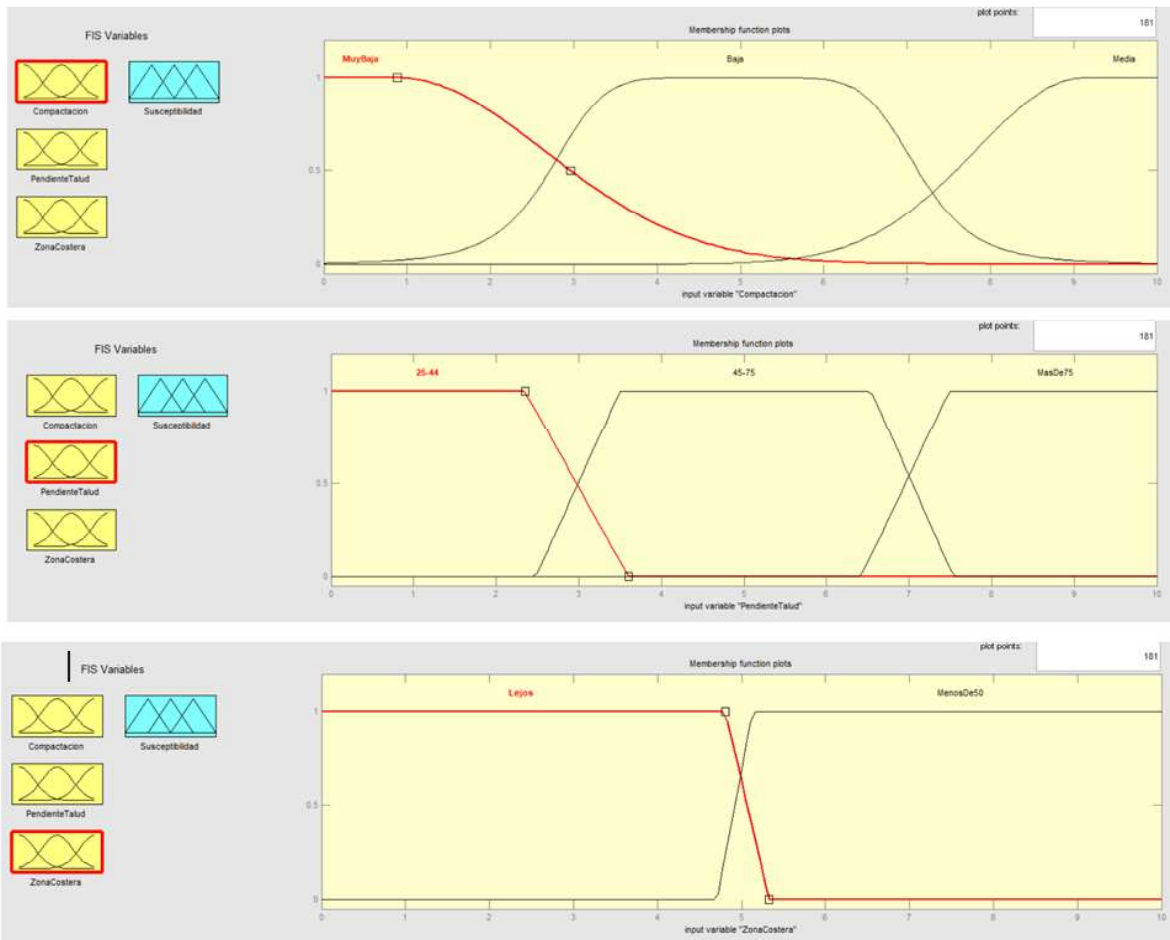 plot points:
181
FIS Variables
Membership function plots
MuyBaja
Baja
Media
1
0.5
0
0 1 2 3 4 5 6 7 8 9 10
input variable "Compactacion"
Compactacion
Susceptibilidad
PendienteTalud
ZonaCostera
plot points:
181
FIS Variables
Membership function plots
25-44
45-75
MasDe75
1
0.5
0
0 1 2 3 4 5 6 7 8 9 10
input variable "PendienteTalud"
Compactacion
Susceptibilidad
PendienteTalud
ZonaCostera
plot points:
181
FIS Variables
Membership function plots
Lejos
MenosDe50
1
0.5
0
0 1 2 3 4 5 6 7 8 9 10
input variable "ZonaCostera"
Compactacion
Susceptibilidad
PendienteTalud
ZonaCostera